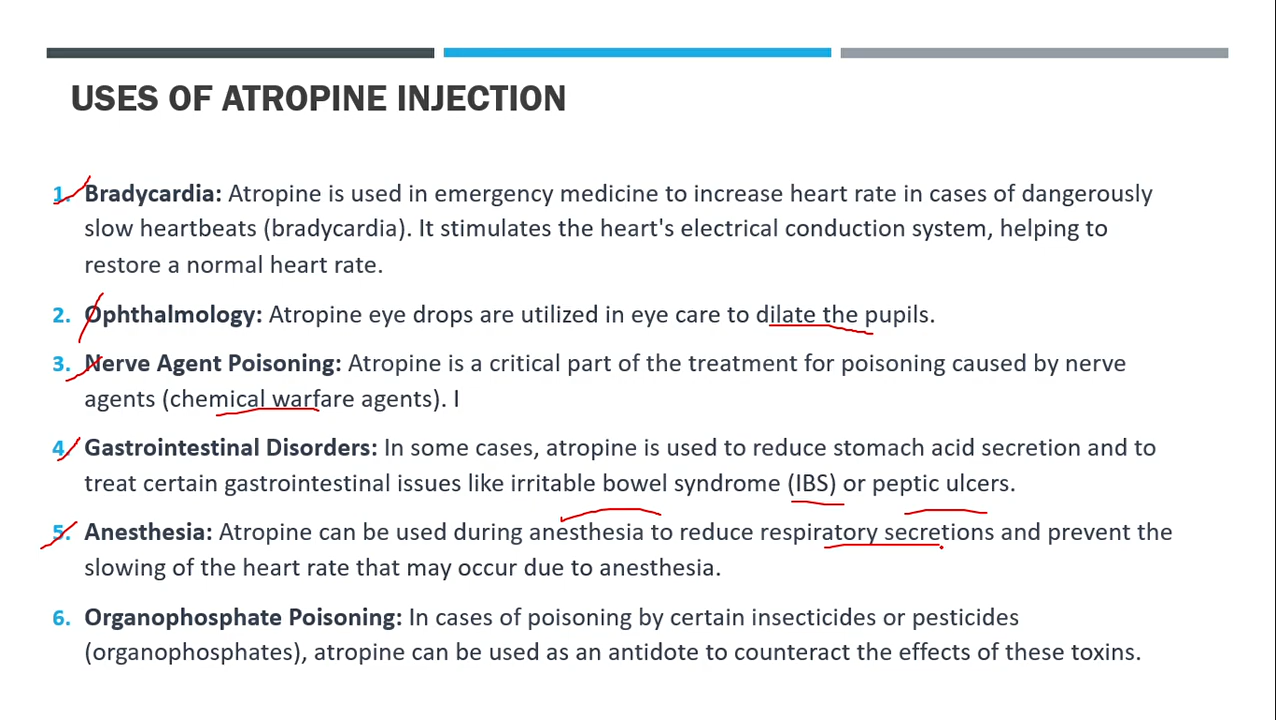 USES OF ATROPINE INJECTION
1. Bradycardia: Atropine is used in emergency medicine to increase heart rate in cases of dangerously
slow heartbeats (bradycardia). It stimulates the heart's electrical conduction system, helping to
restore a normal heart rate.
2. Ophthalmology: Atropine eye drops are utilized in eye care to dilate the pupils.
3. Nerve Agent Poisoning: Atropine is a critical part of the treatment for poisoning caused by nerve
agents (chemical warfare agents). I
4. Gastrointestinal Disorders: In some cases, atropine is used to reduce stomach acid secretion and to
treat certain gastrointestinal issues like irritable bowel syndrome (IBS) or peptic ulcers.
5. Anesthesia: Atropine can be used during anesthesia to reduce respiratory secretions and prevent the
slowing of the heart rate that may occur due to anesthesia.
6. Organophosphate Poisoning: In cases of poisoning by certain insecticides or pesticides
(organophosphates), atropine can be used as an antidote to counteract the effects of these toxins.